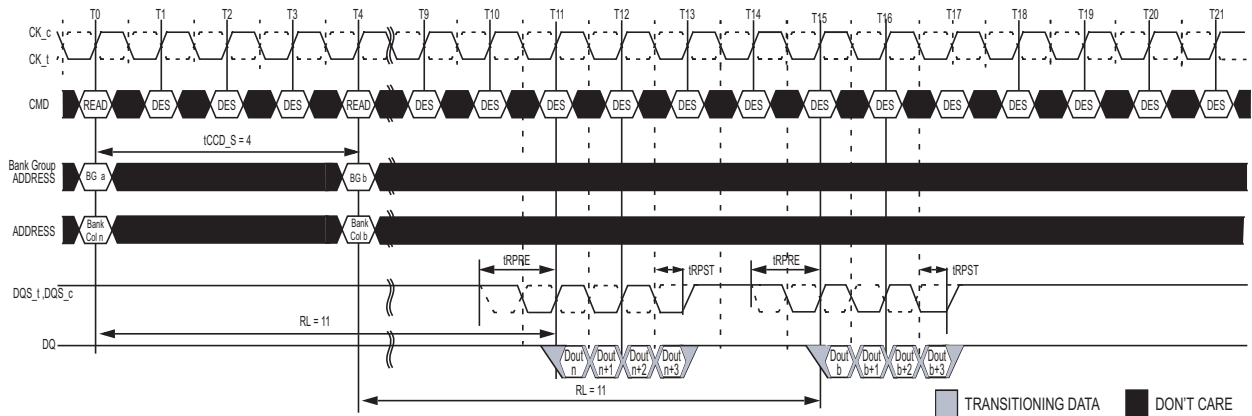 T0 T1 T2 T3 T4 T9 T10 T11 T12 T13 T14 T15 T16 T17 T18 T19 T20 T21
CK_c
CK_t
CMD READ DES DES DES READ DES DES DES DES DES DES DES DES DES DES DES DES DES
tCCD_S = 4
Bank Group
ADDRESS BG a BG b
ADDRESS Bank Col n Bank Col b
tRPRE tRPST tRPRE tRPST
DQS_t ,DQS_c
RL = 11
DQ Dout n Dout n+1 Dout n+2 Dout n+3 Dout b Dout b+1 Dout b+2 Dout b+3
RL = 11
TRANSITIONING DATA DON'T CARE